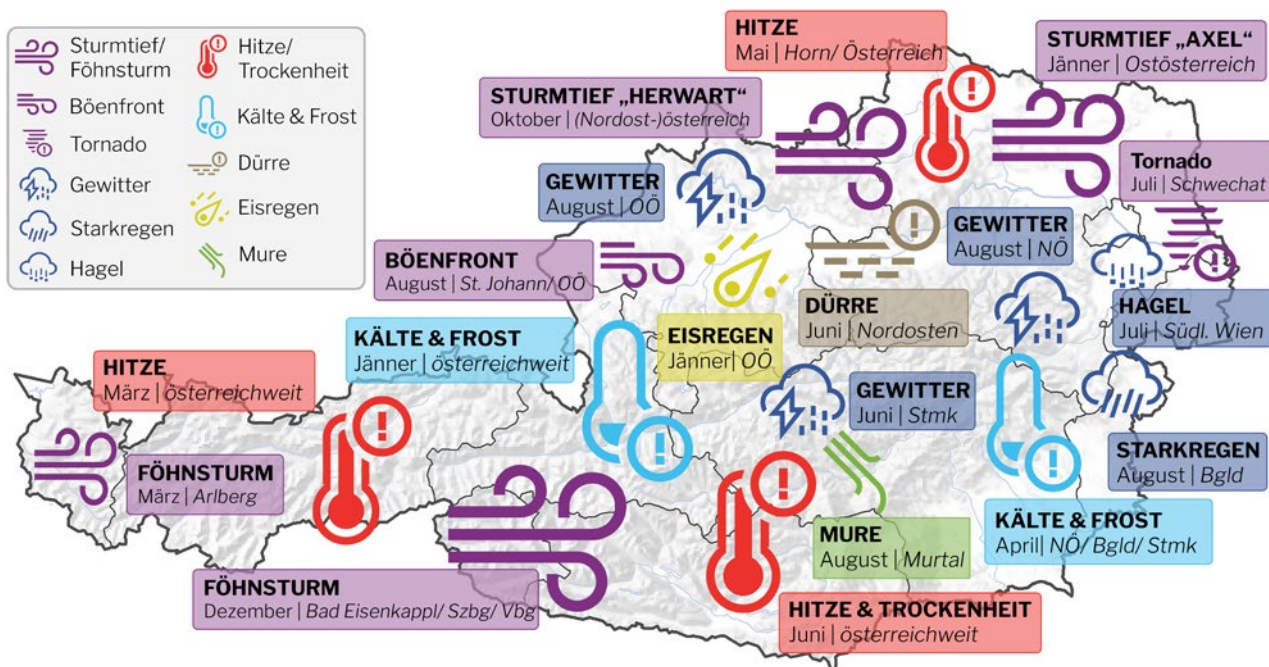 Sturmtief/
Föhnsturm
Böenfront
Tornado
Gewitter
Starkregen
Hagel
Hitze/
Trockenheit
Kälte & Frost
Dürre
Eisregen
Mure
HITZE
Mai | Horn/ Österreich
STURMTIEF „AXEL“
Jänner | Ostösterreich
STURMTIEF „HERWART“
Oktober | (Nordost-)österreich
Tornado
Juli | Schwechat
GEWITTER
August | OÖ
GEWITTER
August | NÖ
BÖENFRONT
August | St. Johann/ OÖ
DÜRRE
Juni | Nordosten
HAGEL
Juli | Südl. Wien
KÄLTE & FROST
Jänner | österreichweit
EISREGEN
Jänner| OÖ
HITZE
März | österreichweit
GEWITTER
Juni | Stmk
STARKREGEN
August | Bgld
FÖHNSTURM
März | Arlberg
KÄLTE & FROST
April| NÖ/ Bgld/ Stmk
MURE
August | Murtal
FÖHNSTURM
Dezember | Bad Eisenkappl/ Szbg/ Vbg
HITZE & TROCKENHEIT
Juni | österreichweit